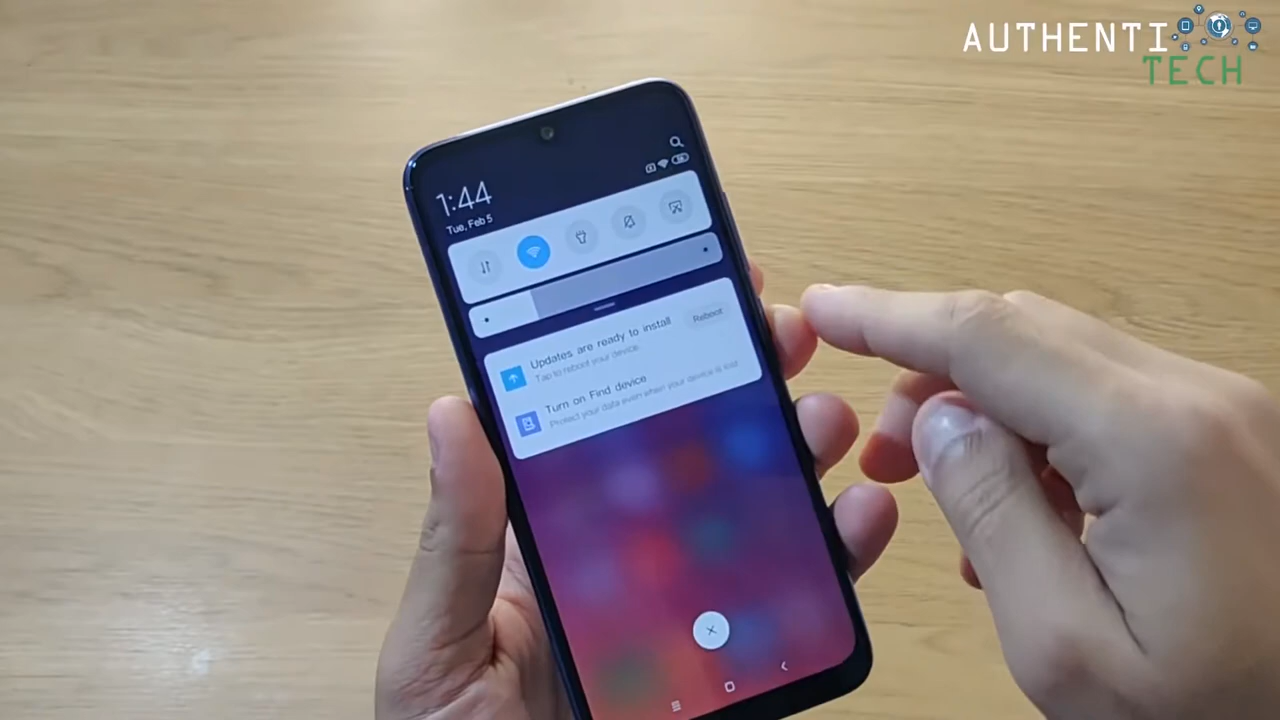 AUTHENTI
TECH
1:44
Tue, Feb 5
Updates are ready to install
Reboot
Tap to reboot your device.
Turn on Find device
Protect your data even when your device is lost